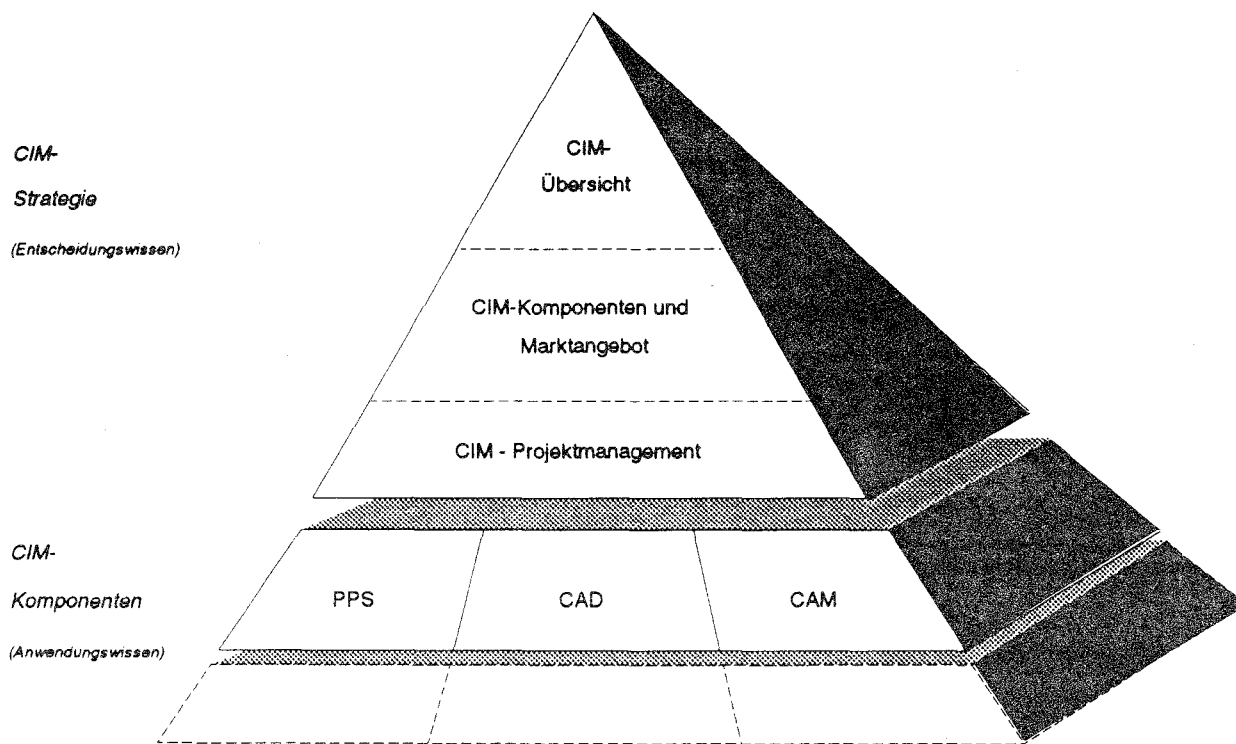 CIM-
Strategie
(Entscheidungswissen)
CIM-
Übersicht
CIM-Komponenten und
Marktangebot
CIM - Projektmanagement
CIM-
Komponenten
(Anwendungswissen)
PPS
CAD
CAM